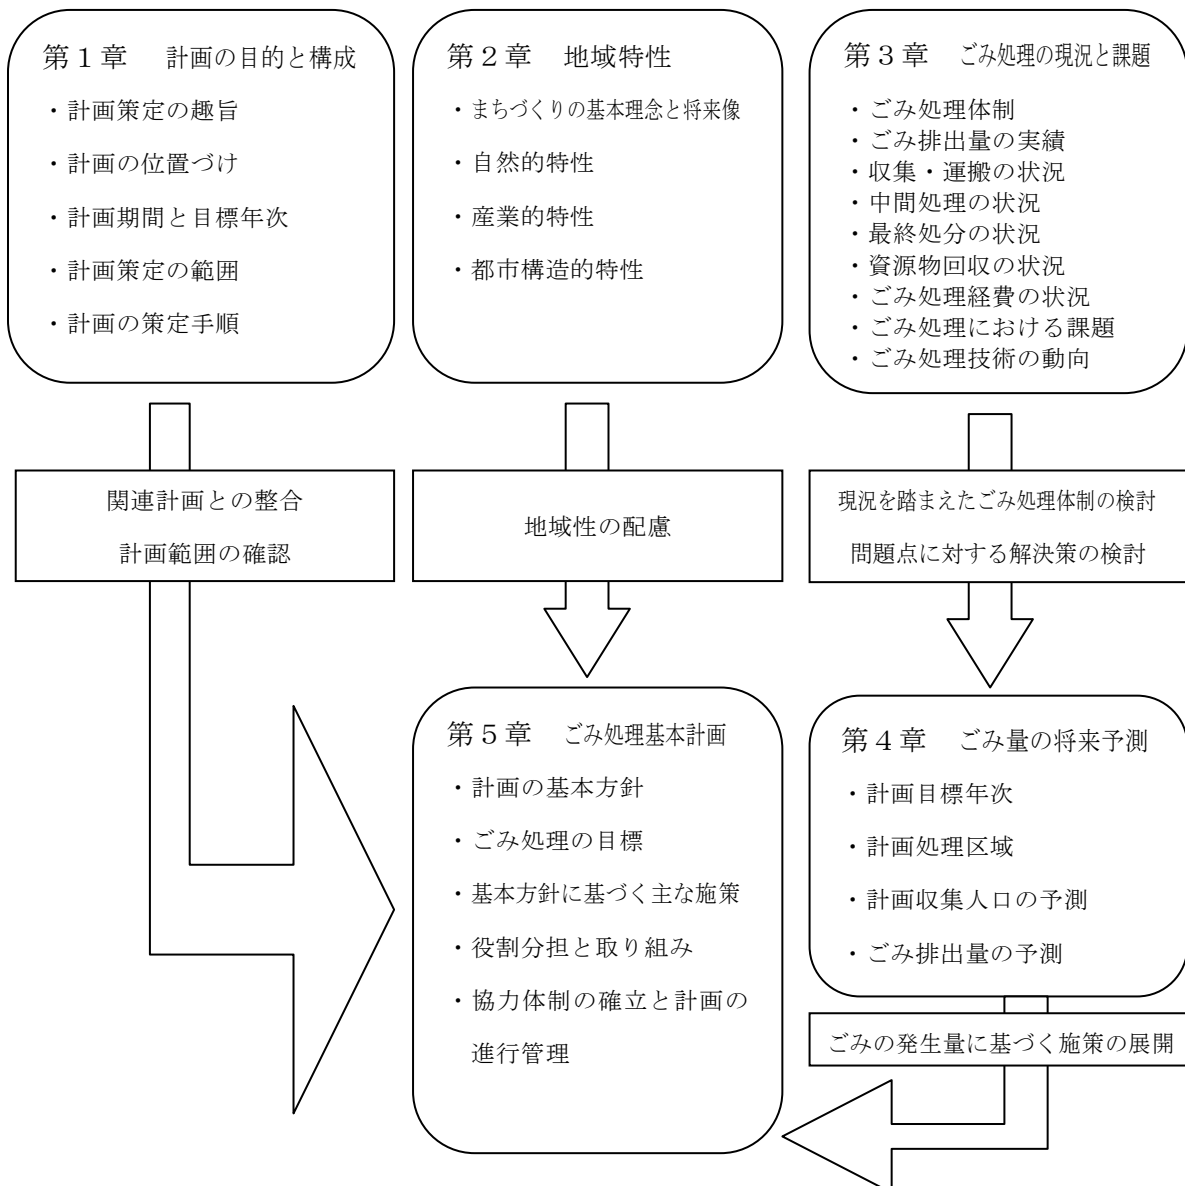 第１章　計画の目的と構成
・計画策定の趣旨
・計画の位置づけ
・計画期間と目標年次
・計画策定の範囲
・計画の策定手順
第２章　地域特性
・まちづくりの基本理念と将来像
・自然的特性
・産業的特性
・都市構造的特性
第３章　ごみ処理の現況と課題
・ごみ処理体制
・ごみ排出量の実績
・収集・運搬の状況
・中間処理の状況
・最終処分の状況
・資源物回収の状況
・ごみ処理経費の状況
・ごみ処理における課題
・ごみ処理技術の動向
関連計画との整合
計画範囲の確認
地域性の配慮
現況を踏まえたごみ処理体制の検討
問題点に対する解決策の検討
第５章　ごみ処理基本計画
・計画の基本方針
・ごみ処理の目標
・基本方針に基づく主な施策
・役割分担と取り組み
・協力体制の確立と計画の
進行管理
第４章　ごみ量の将来予測
・計画目標年次
・計画処理区域
・計画収集人口の予測
・ごみ排出量の予測
ごみの発生量に基づく施策の展開